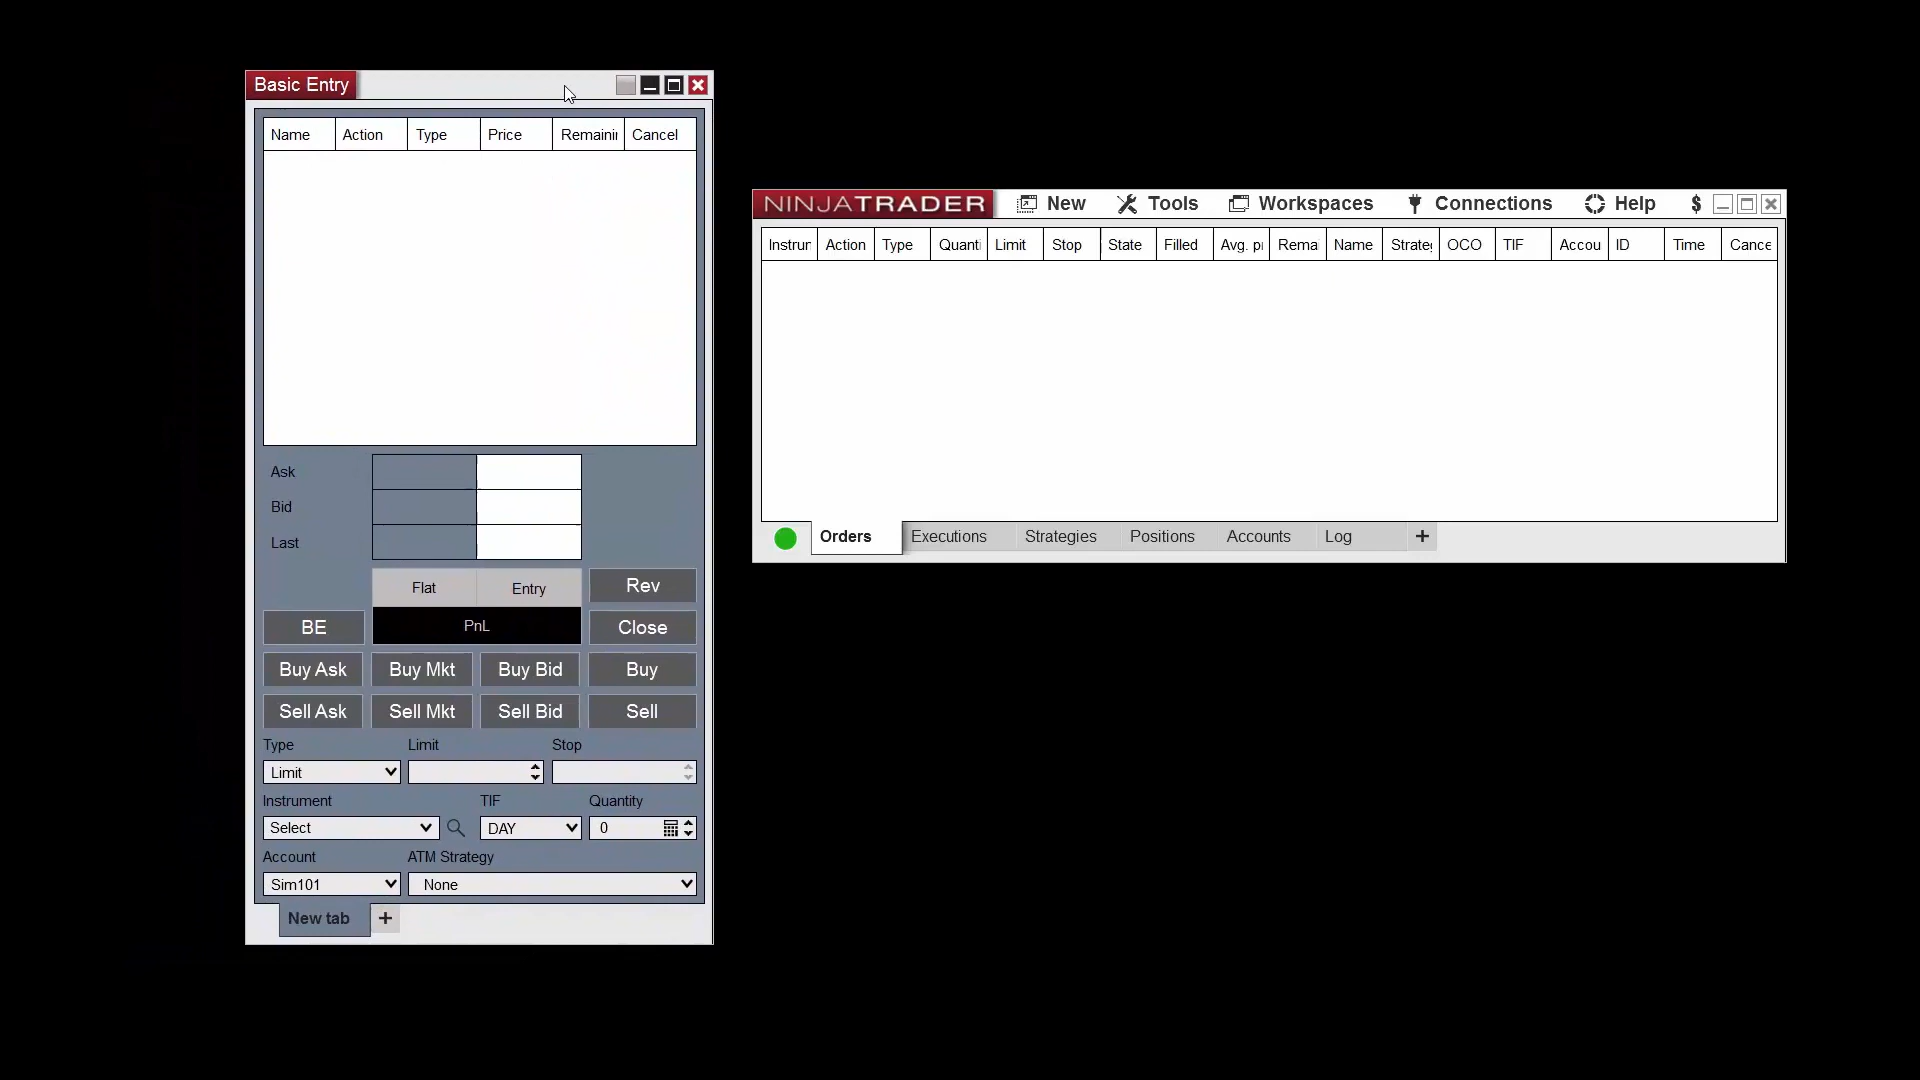 Basic Entry
Name Action Type Price Remainin Cancel
Ask
Bid
Last
Flat Entry Rev
BE PnL Close
Buy Ask Buy Mkt Buy Bid Buy
Sell Ask Sell Mkt Sell Bid Sell
Type Limit Stop
Limit
Instrument TIF Quantity
Select DAY 0
Account ATM Strategy
Sim101 None
New tab +
NINJATRADER New Tools Workspaces Connections Help $
Instrur Action Type Quanti Limit Stop State Filled Avg. pr Rema Name Strateg OCO TIF Accou ID Time Cance
Orders Executions Strategies Positions Accounts Log +